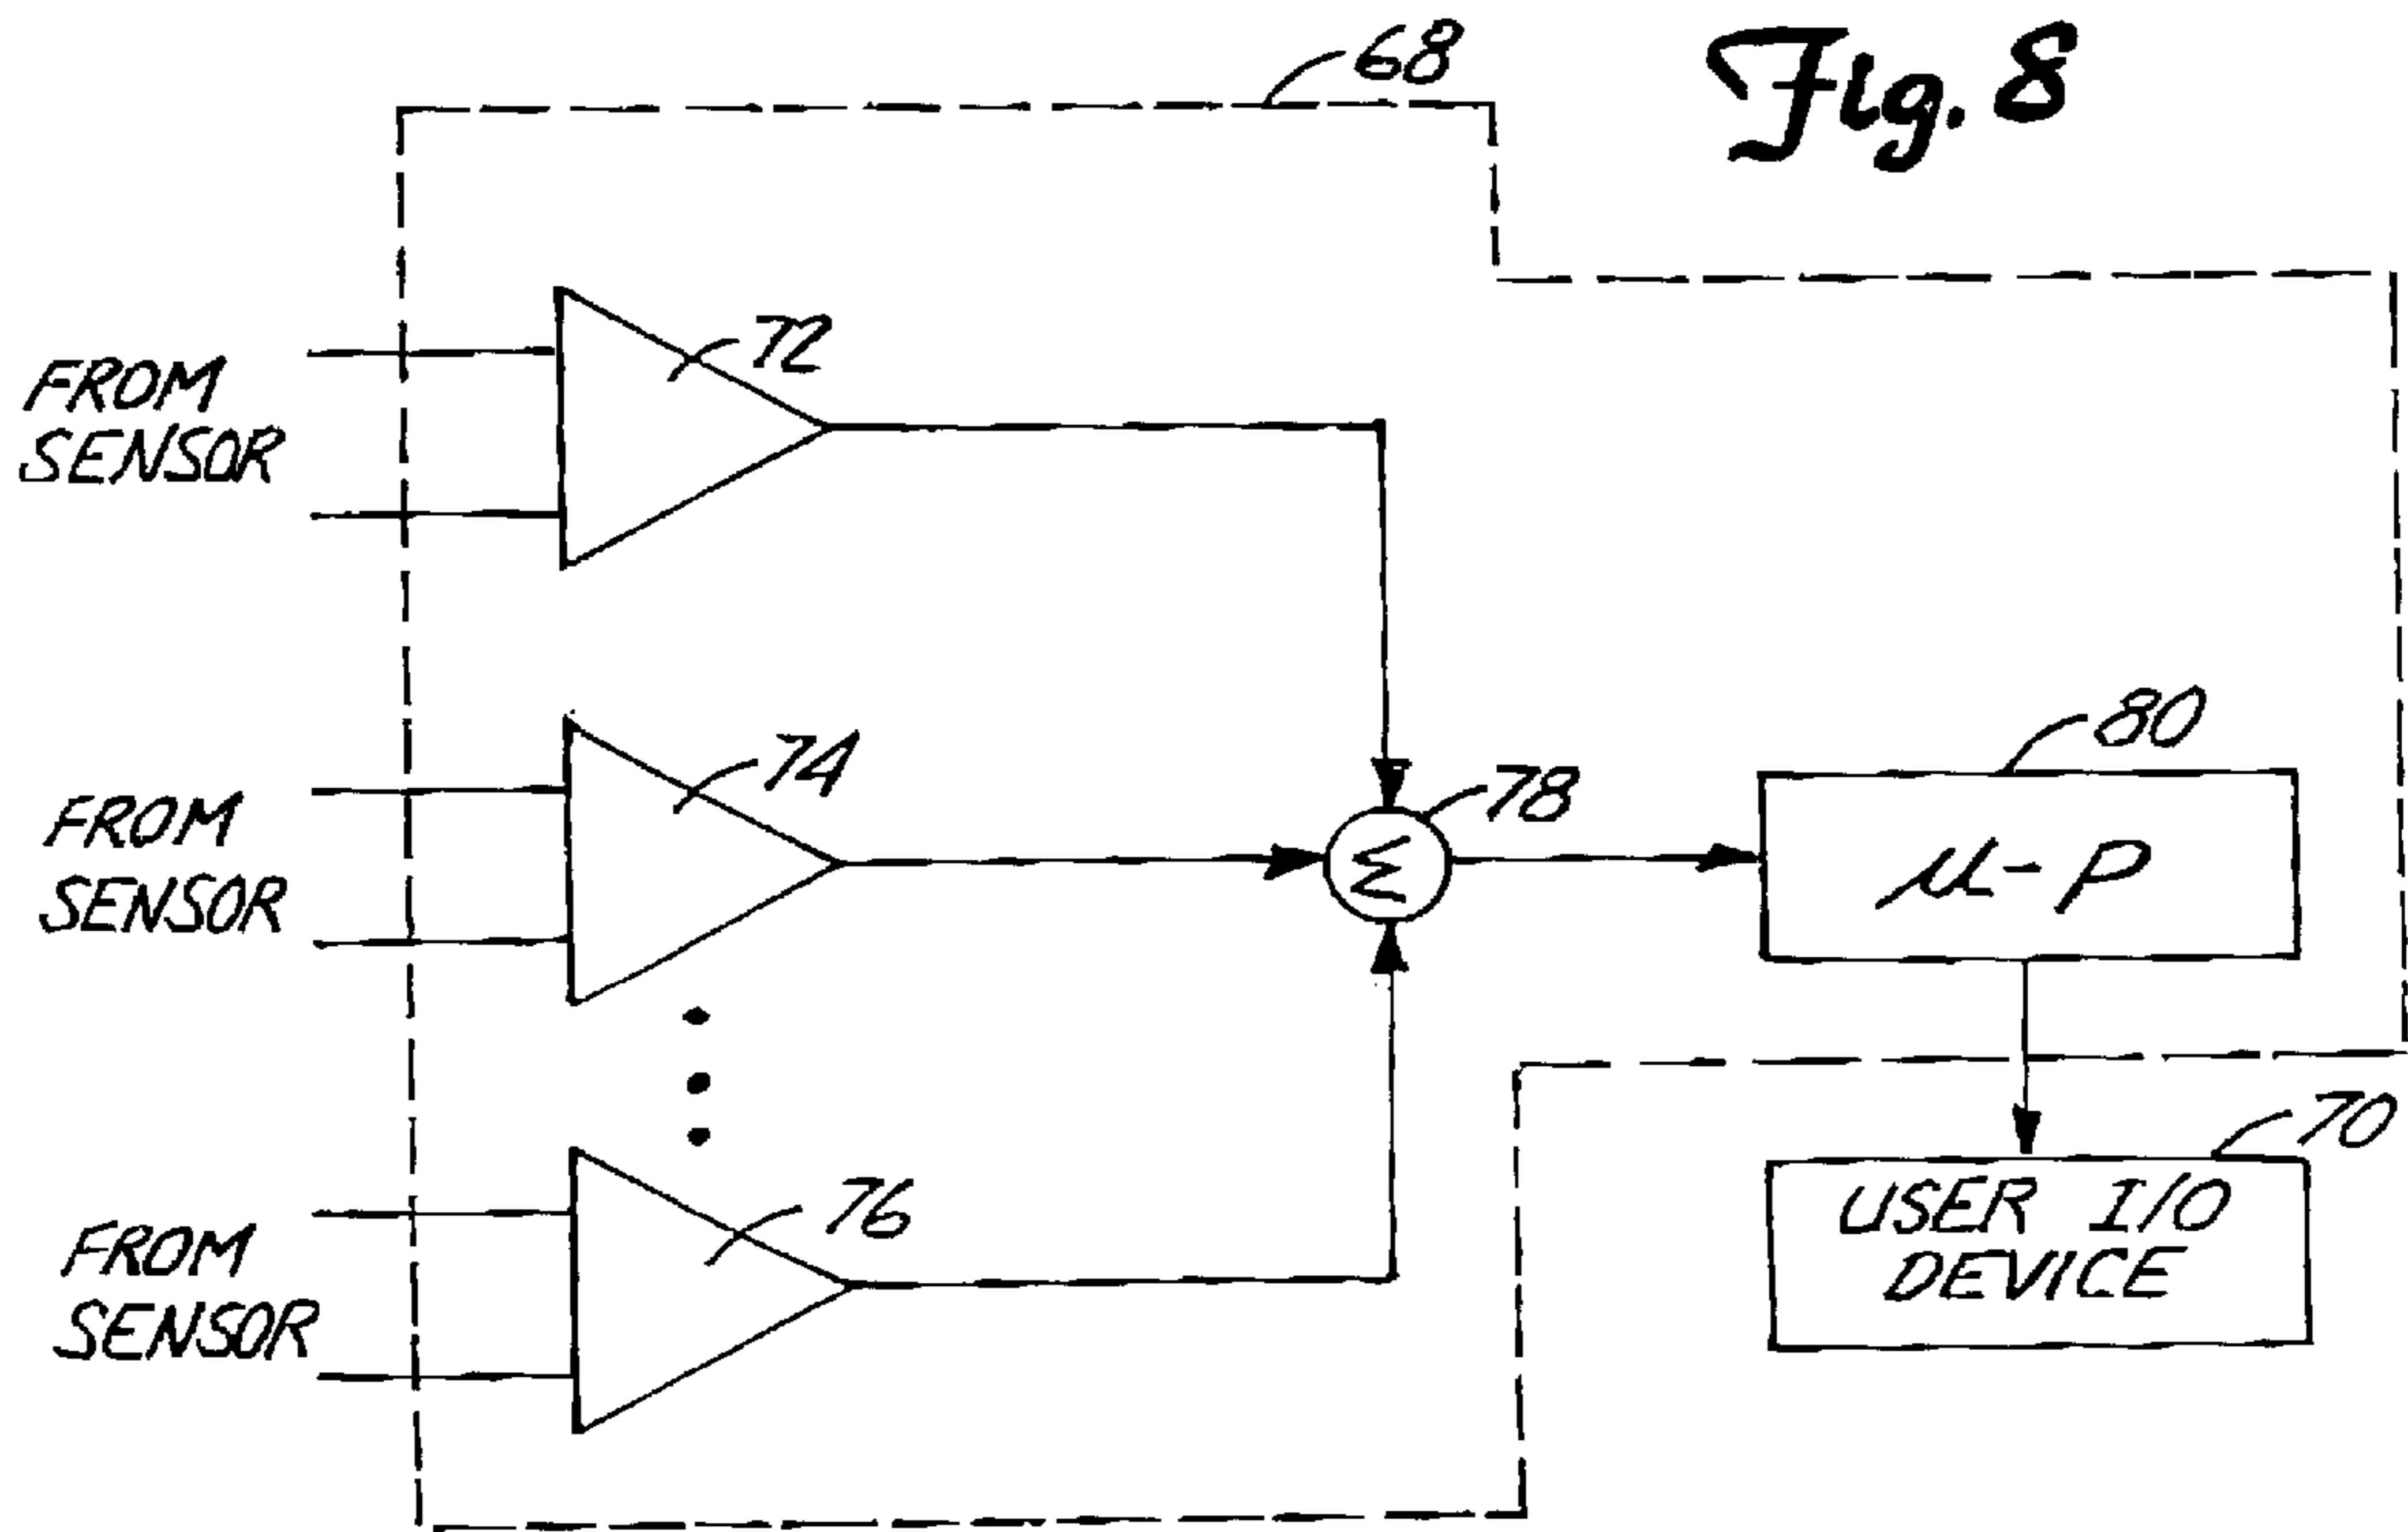 Fig. 8
68
FROM
SENSOR
72
FROM
SENSOR
74
78
Σ
80
μ-P
FROM
SENSOR
76
70
USER I/O
DEVICE